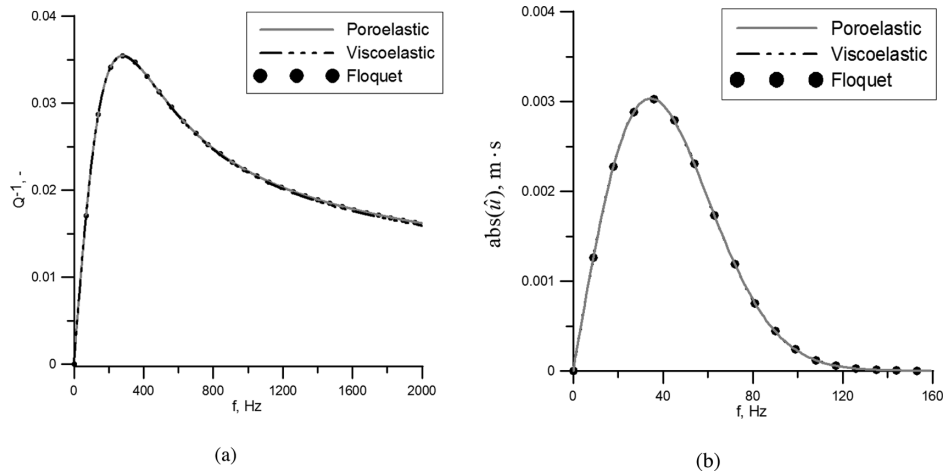 0.04
0.03
0.02
0.01
0
Q⁻¹, -
Poroelastic
Viscoelastic
Floquet
0 400 800 1200 1600 2000
f, Hz
(a)
0.004
0.003
0.002
0.001
0.000
abs(û), m · s
Poroelastic
Viscoelastic
Floquet
0 40 80 120 160
f, Hz
(b)